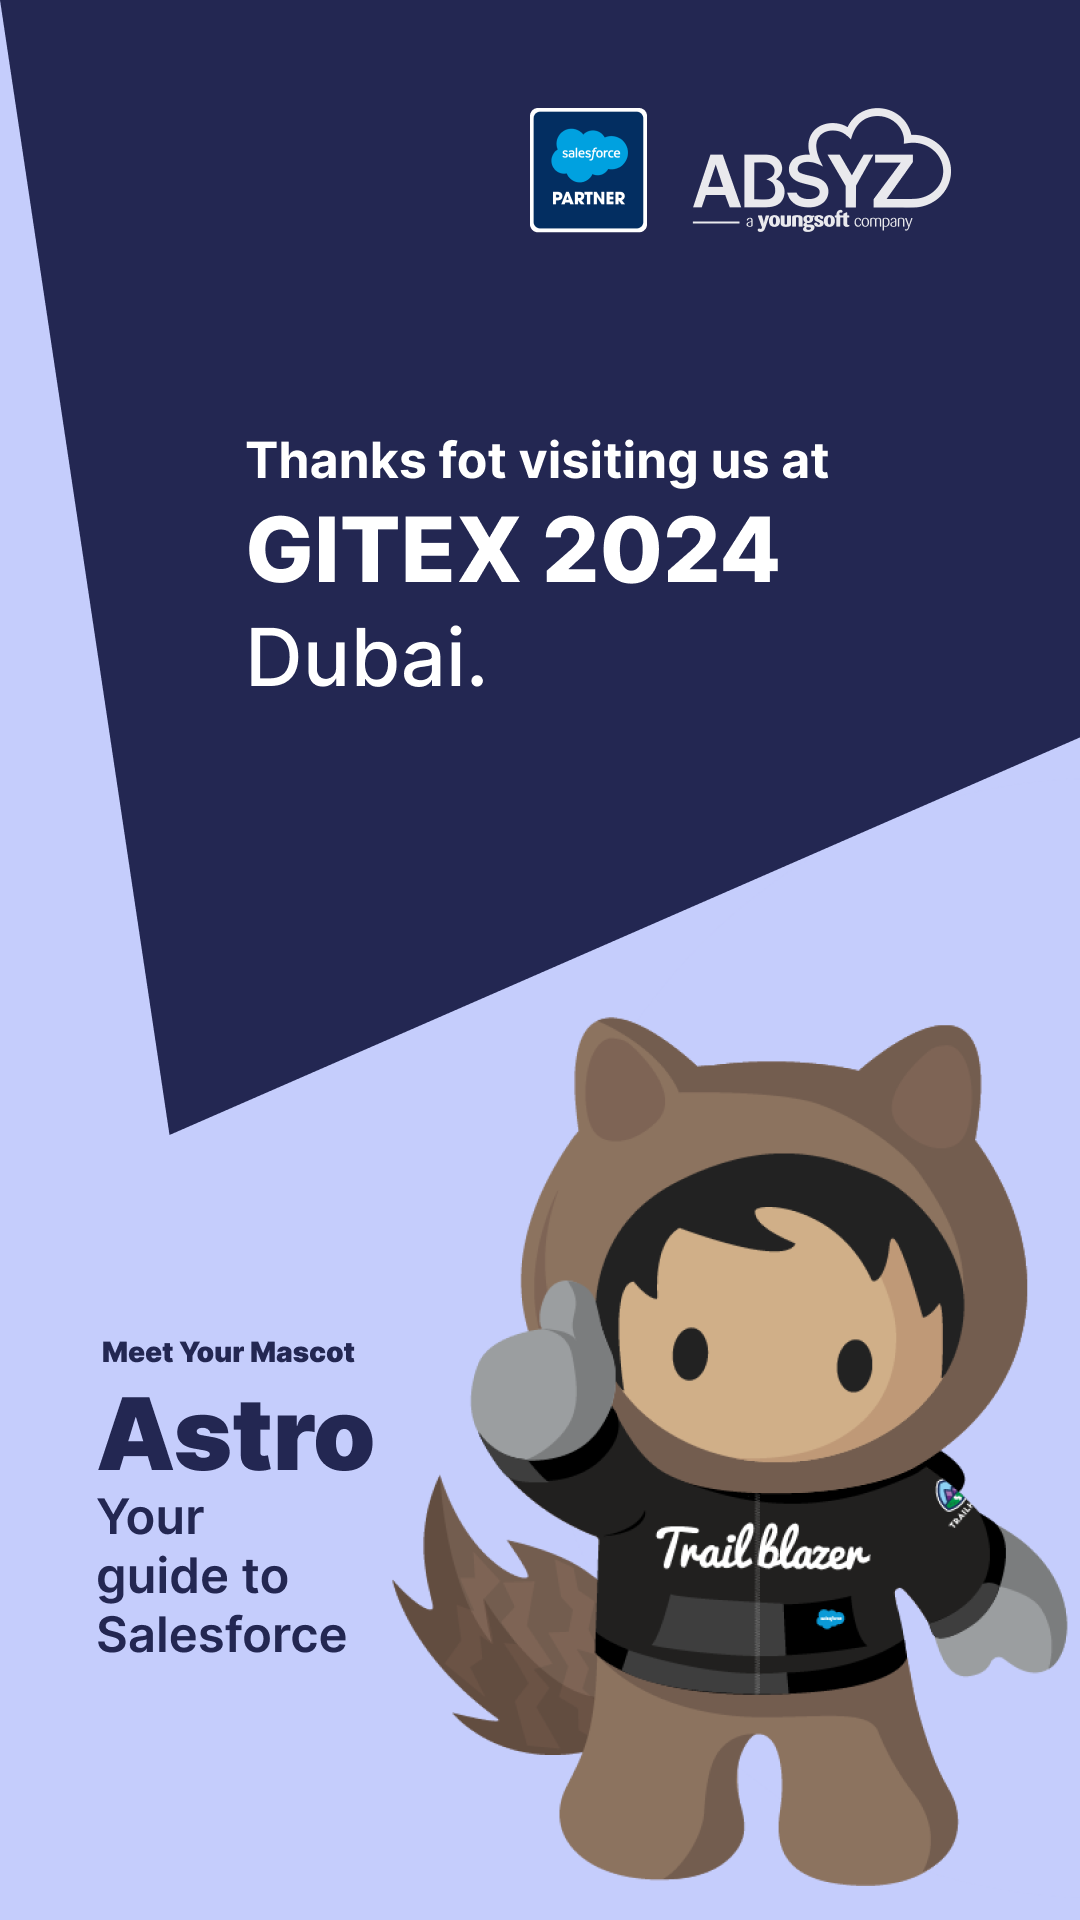 salesforce
PARTNER
ABSYZ
a youngsoft company
Thanks fot visiting us at
GITEX 2024
Dubai.
Meet Your Mascot
Astro
Your
guide to
Salesforce
Trail blazer
salesforce